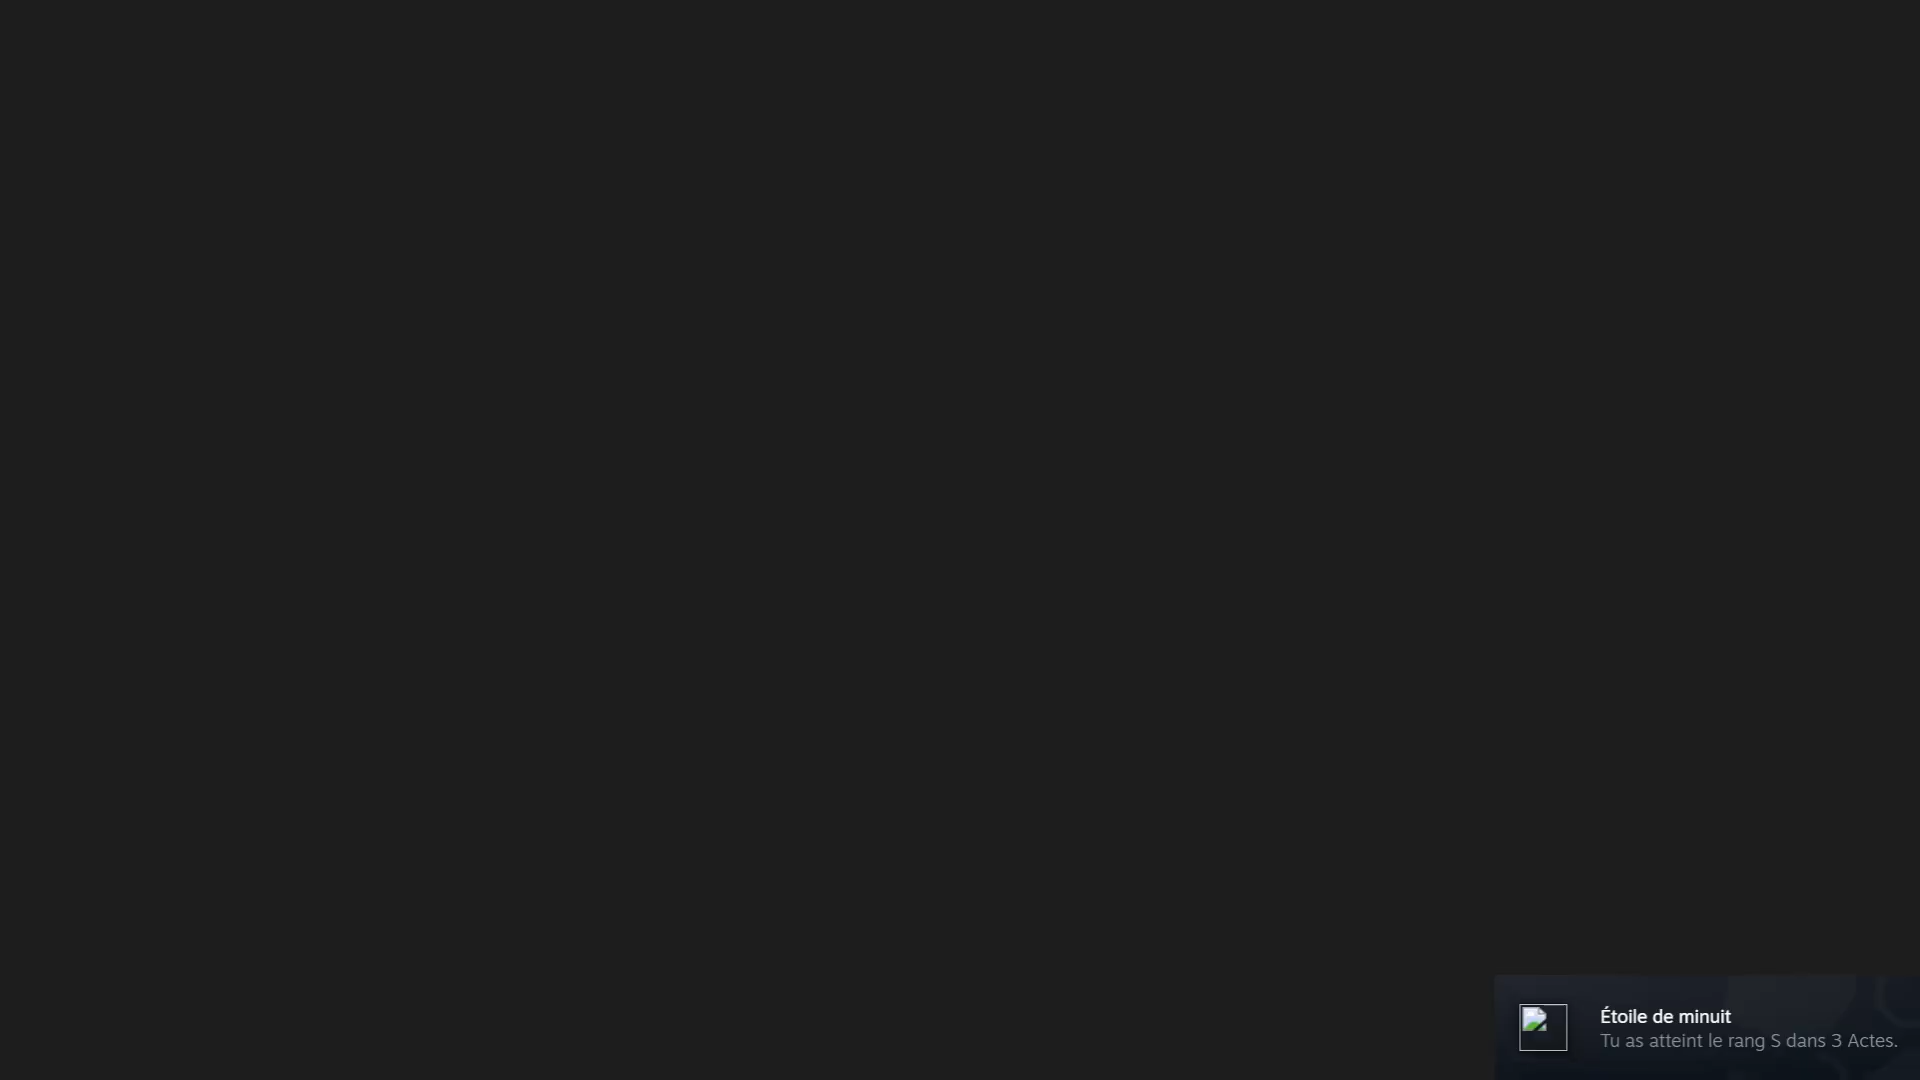 Étoile de minuit
Tu as atteint le rang S dans 3 Actes.